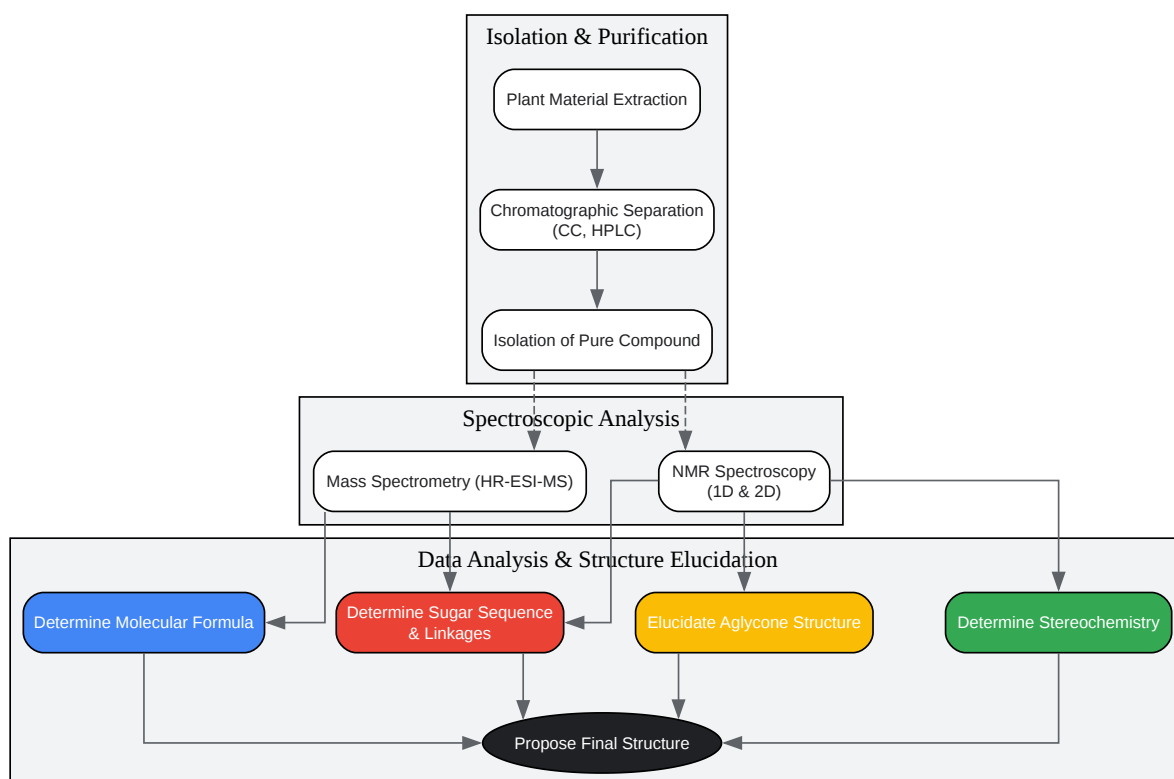 Isolation & Purification
Plant Material Extraction
Chromatographic Separation
(CC, HPLC)
Isolation of Pure Compound
Spectroscopic Analysis
Mass Spectrometry (HR-ESI-MS)
NMR Spectroscopy
(1D & 2D)
Data Analysis & Structure Elucidation
Determine Molecular Formula
Determine Sugar Sequence
& Linkages
Elucidate Aglycone Structure
Determine Stereochemistry
Propose Final Structure